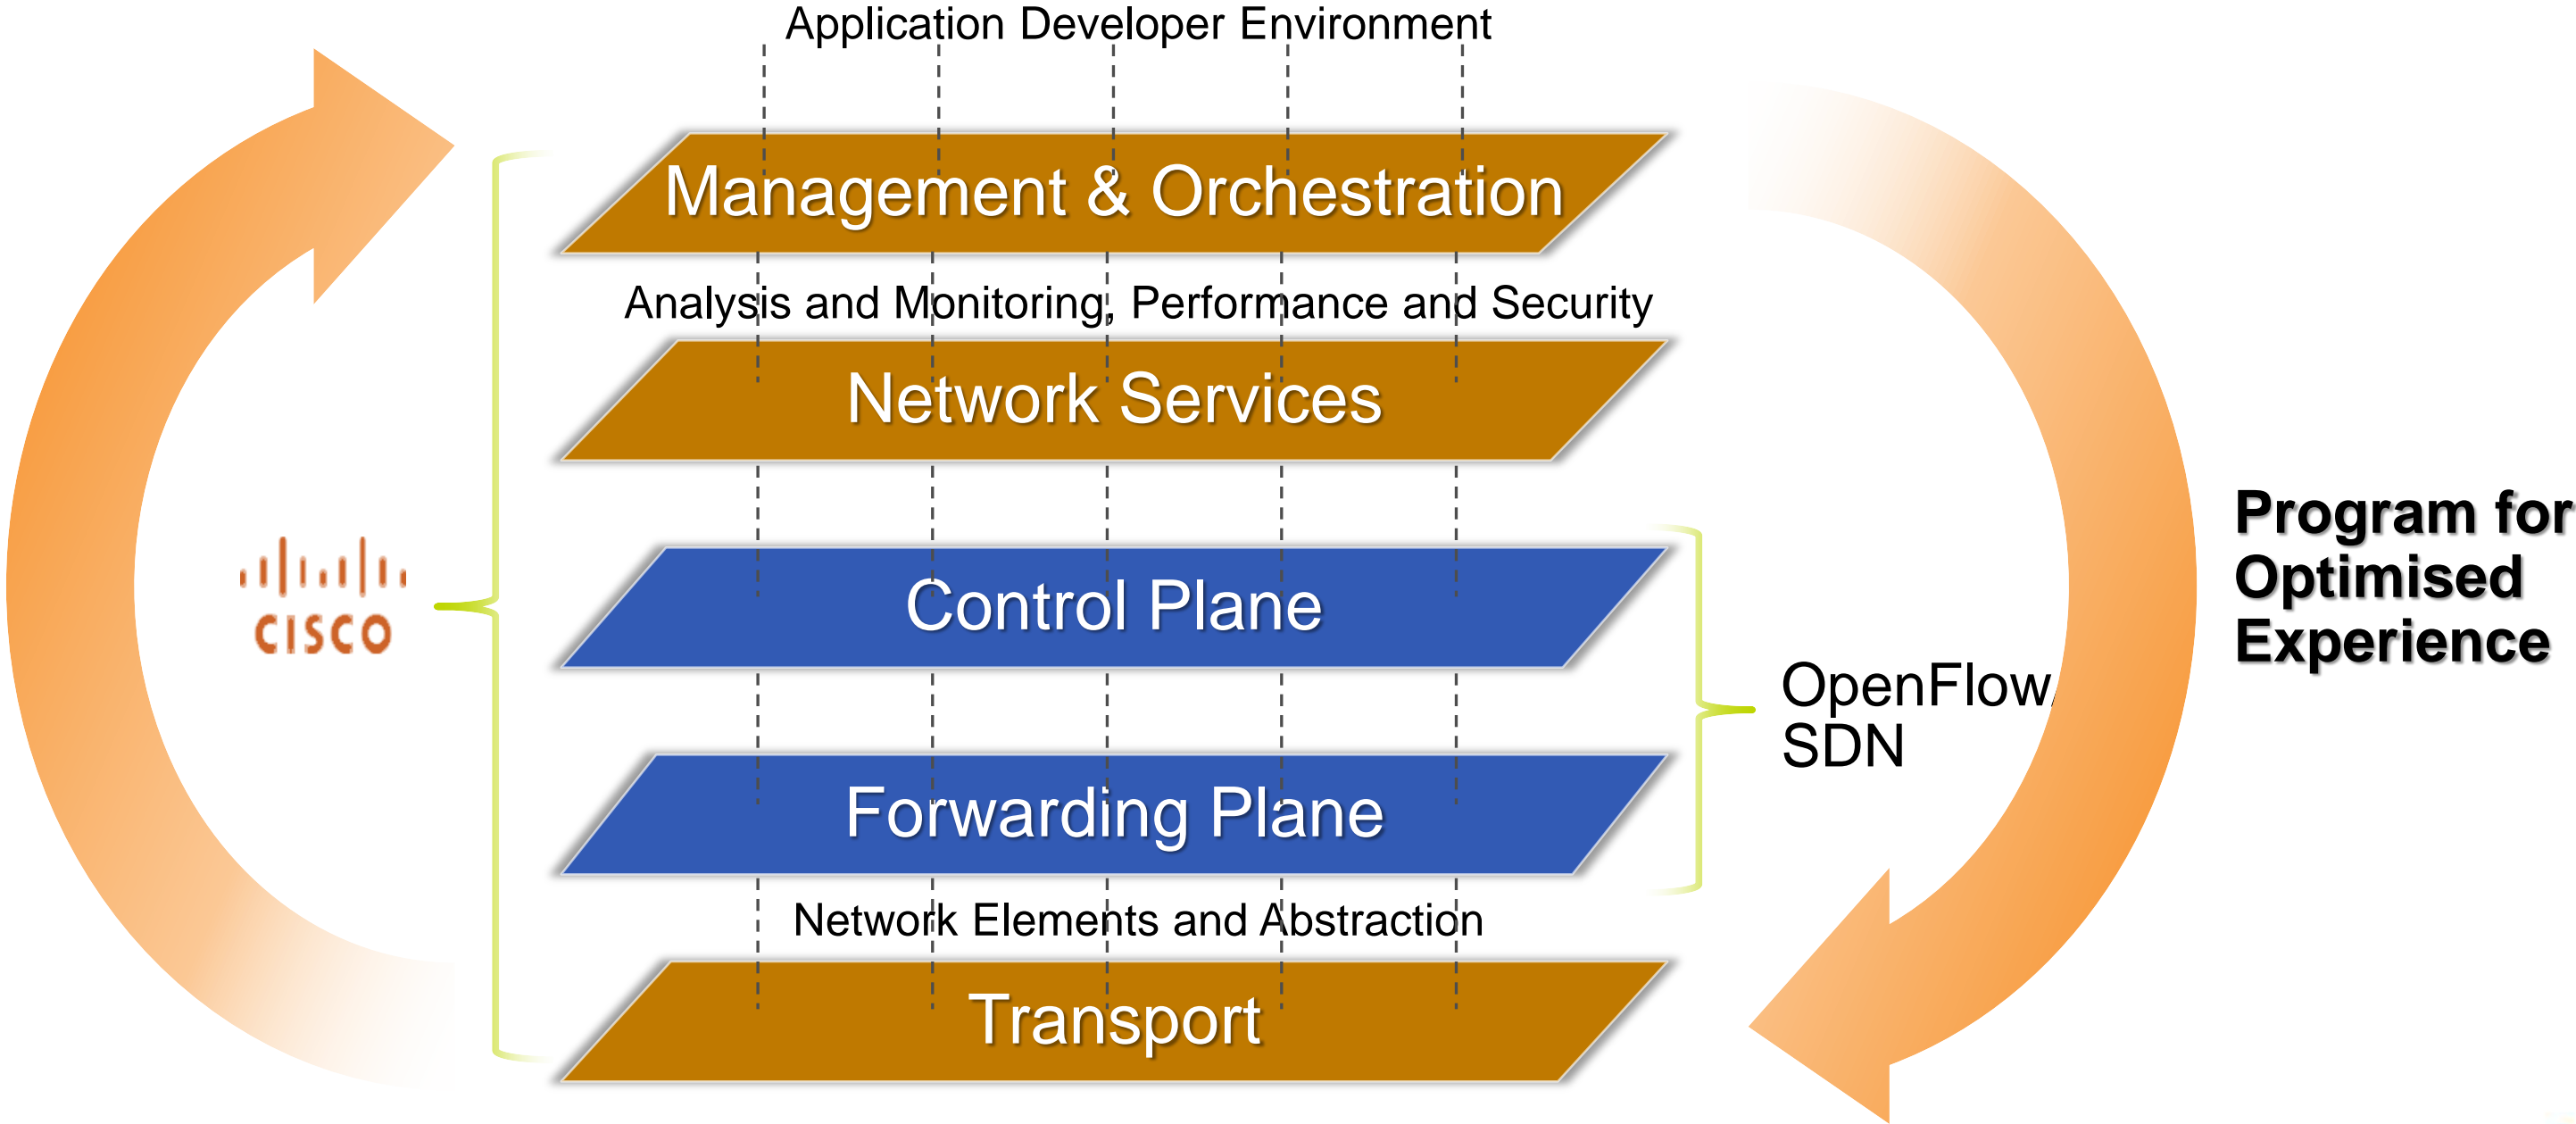 Application Developer Environment
Management & Orchestration
Analysis and Monitoring, Performance and Security
Network Services
CISCO
Control Plane
OpenFlow/
SDN
Forwarding Plane
Network Elements and Abstraction
Transport
Program for
Optimised
Experience